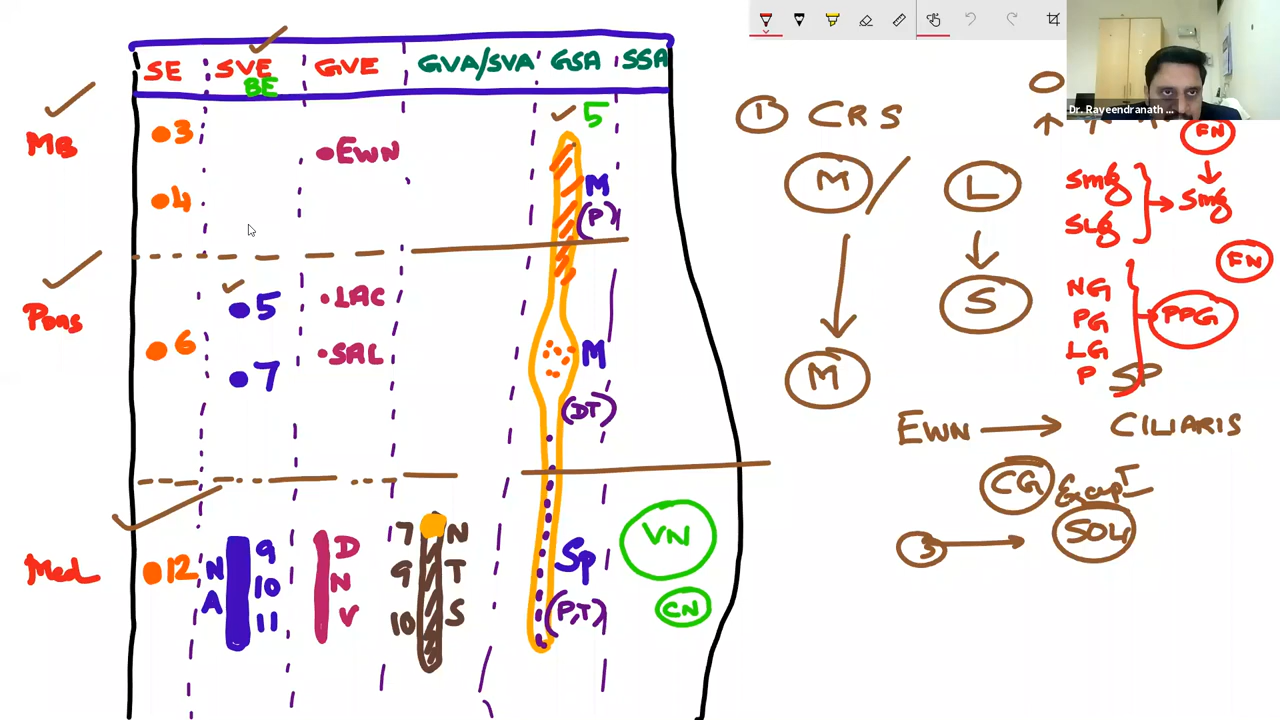 SE SVE GVE GVA/SVA GSA SSA
BE
MB
3
4
EWN
5
M
(P)
Pons
6
5
7
LAC
SAL
M
(DT)
Med
12
N
A
9
10
11
D
N
V
7
9
10
N
T
S
Sp
(P,T)
VN
CN
1 CRS
M / L
S
M
FN
Smg
SLg
Smg
FN
NG
PG
LG
P
PPG
SP
EWN → CILIARIS
CG
Except
3 → SO4
Dr. Raveendranath ...